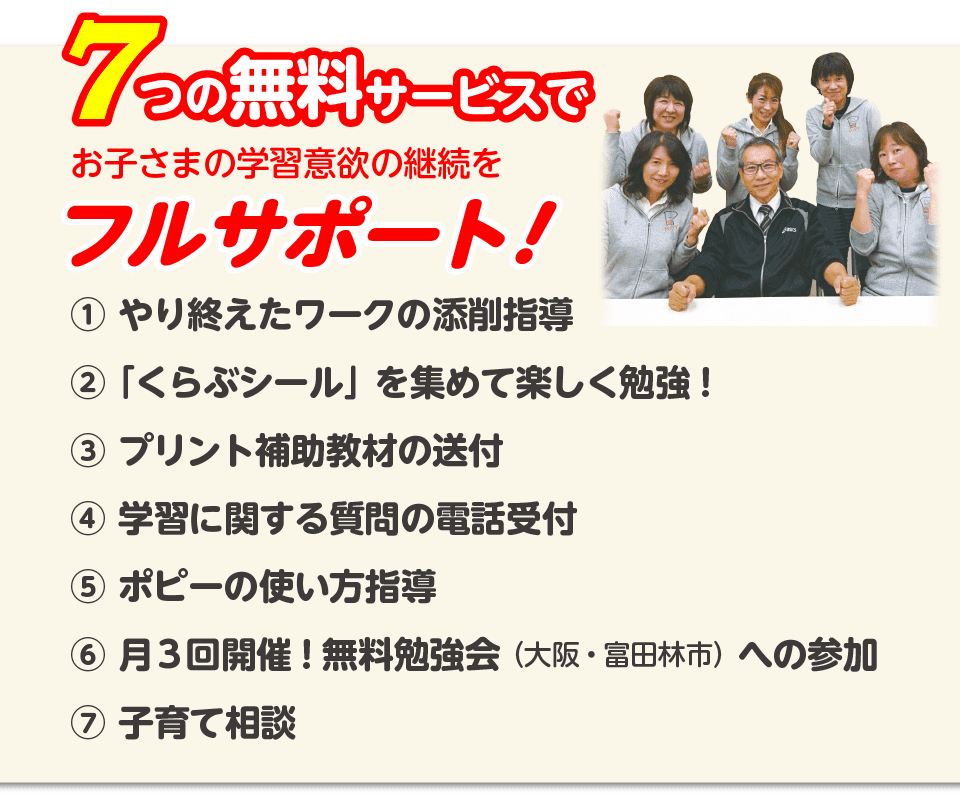 7つの無料サービスで
お子さまの学習意欲の継続を
フルサポート！
① やり終えたワークの添削指導
② 「くらぶシール」を集めて楽しく勉強！
③ プリント補助教材の送付
④ 学習に関する質問の電話受付
⑤ ポピーの使い方指導
⑥ 月３回開催！無料勉強会（大阪・富田林市）への参加
⑦ 子育て相談